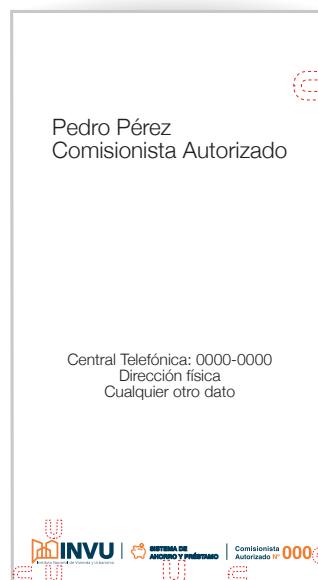 Pedro Pérez
Comisionista Autorizado
Central Telefónica: 0000-0000
Dirección física
Cualquier otro dato
INVU
Instituto Nacional de Vivienda y Urbanismo
SISTEMA DE
AHORRO Y PRÉSTAMO
Comisionista
Autorizado N° 000